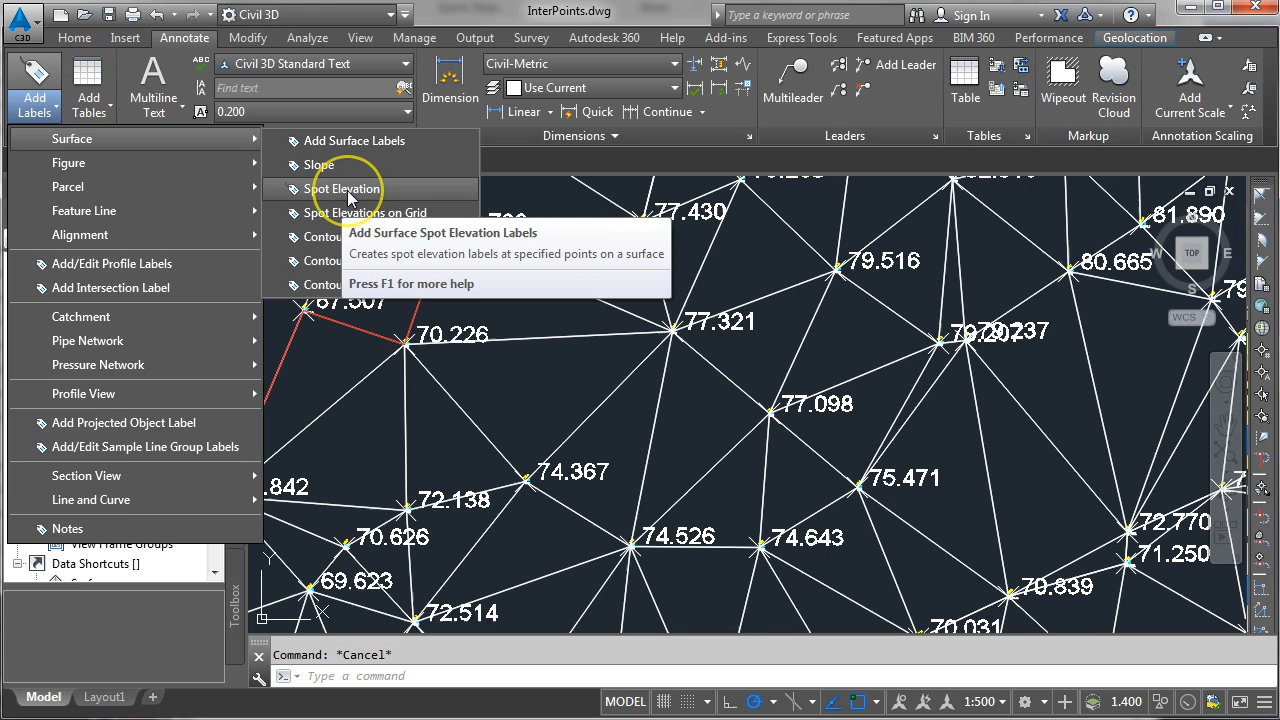 Civil 3D
InterPoints.dwg
Type a keyword or phrase
Sign In
C3D
Home
Insert
Annotate
Modify
Analyze
View
Manage
Output
Survey
Autodesk 360
Help
Add-ins
Express Tools
Featured Apps
BIM 360
Performance
Geolocation
Add
Labels
Add
Tables
Multiline
Text
ABC
Civil 3D Standard Text
Find text
0.200
Dimension
Civil-Metric
Use Current
Linear
Quick
Continue
Dimensions
Multileader
Add Leader
Leaders
Table
Tables
Wipeout
Revision
Cloud
Markup
Add
Current
Scale
Annotation Scaling
Surface
Figure
Parcel
Feature Line
Alignment
Add/Edit Profile Labels
Add Intersection Label
Catchment
Pipe Network
Pressure Network
Profile View
Add Projected Object Label
Add/Edit Sample Line Group Labels
Section View
Line and Curve
Notes
Add Surface Labels
Slope
Spot Elevation
Spot Elevations on Grid
Add Surface Spot Elevation Labels
Creates spot elevation labels at specified points on a surface
Press F1 for more help
77.430
81.890
79.516
80.665
67.507
70.226
77.321
79.237
77.098
74.367
75.471
.842
72.138
70.626
74.526
74.643
72.770
71.250
69.623
70.839
72.514
70.031
TOP
W
E
S
WCS
Y
X
View Frame Groups
Data Shortcuts []
Toolbox
Command: *Cancel*
Type a command
Model
Layout1
MODEL
1:500
1.400